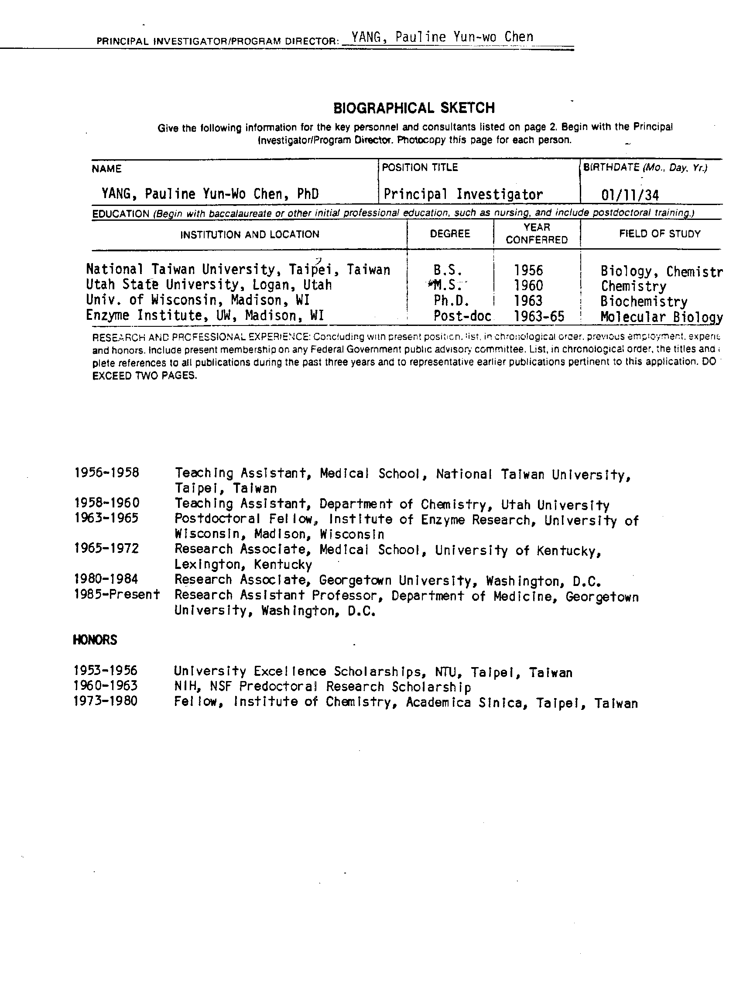 PRINCIPAL INVESTIGATOR/PROGRAM DIRECTOR: YANG, Pauline Yun-wo Chen
BIOGRAPHICAL SKETCH
Give the following information for the key personnel and consultants listed on page 2. Begin with the Principal
Investigator/Program Director. Photocopy this page for each person.
NAME POSITION TITLE BIRTHDATE (Mo., Day, Yr.)
YANG, Pauline Yun-Wo Chen, PhD Principal Investigator 01/11/34
EDUCATION (Begin with baccalaureate or other initial professional education, such as nursing, and include postdoctoral training.)
INSTITUTION AND LOCATION DEGREE YEAR CONFERRED FIELD OF STUDY
National Taiwan University, Taipei, Taiwan B.S. 1956 Biology, Chemistr
Utah State University, Logan, Utah M.S. 1960 Chemistry
Univ. of Wisconsin, Madison, WI Ph.D. 1963 Biochemistry
Enzyme Institute, UW, Madison, WI Post-doc 1963-65 Molecular Biology
RESEARCH AND PROFESSIONAL EXPERIENCE: Concluding with present position, list, in chronological order, previous employment, experie
and honors. Include present membership on any Federal Government public advisory committee. List, in chronological order, the titles and
plete references to all publications during the past three years and to representative earlier publications pertinent to this application. DO
EXCEED TWO PAGES.
1956-1958 Teaching Assistant, Medical School, National Taiwan University,
Taipei, Taiwan
1958-1960 Teaching Assistant, Department of Chemistry, Utah University
1963-1965 Postdoctoral Fellow, Institute of Enzyme Research, University of
Wisconsin, Madison, Wisconsin
1965-1972 Research Associate, Medical School, University of Kentucky,
Lexington, Kentucky
1980-1984 Research Associate, Georgetown University, Washington, D.C.
1985-Present Research Assistant Professor, Department of Medicine, Georgetown
University, Washington, D.C.
HONORS
1953-1956 University Excellence Scholarships, NTU, Taipei, Taiwan
1960-1963 NIH, NSF Predoctoral Research Scholarship
1973-1980 Fellow, Institute of Chemistry, Academica Sinica, Taipei, Taiwan